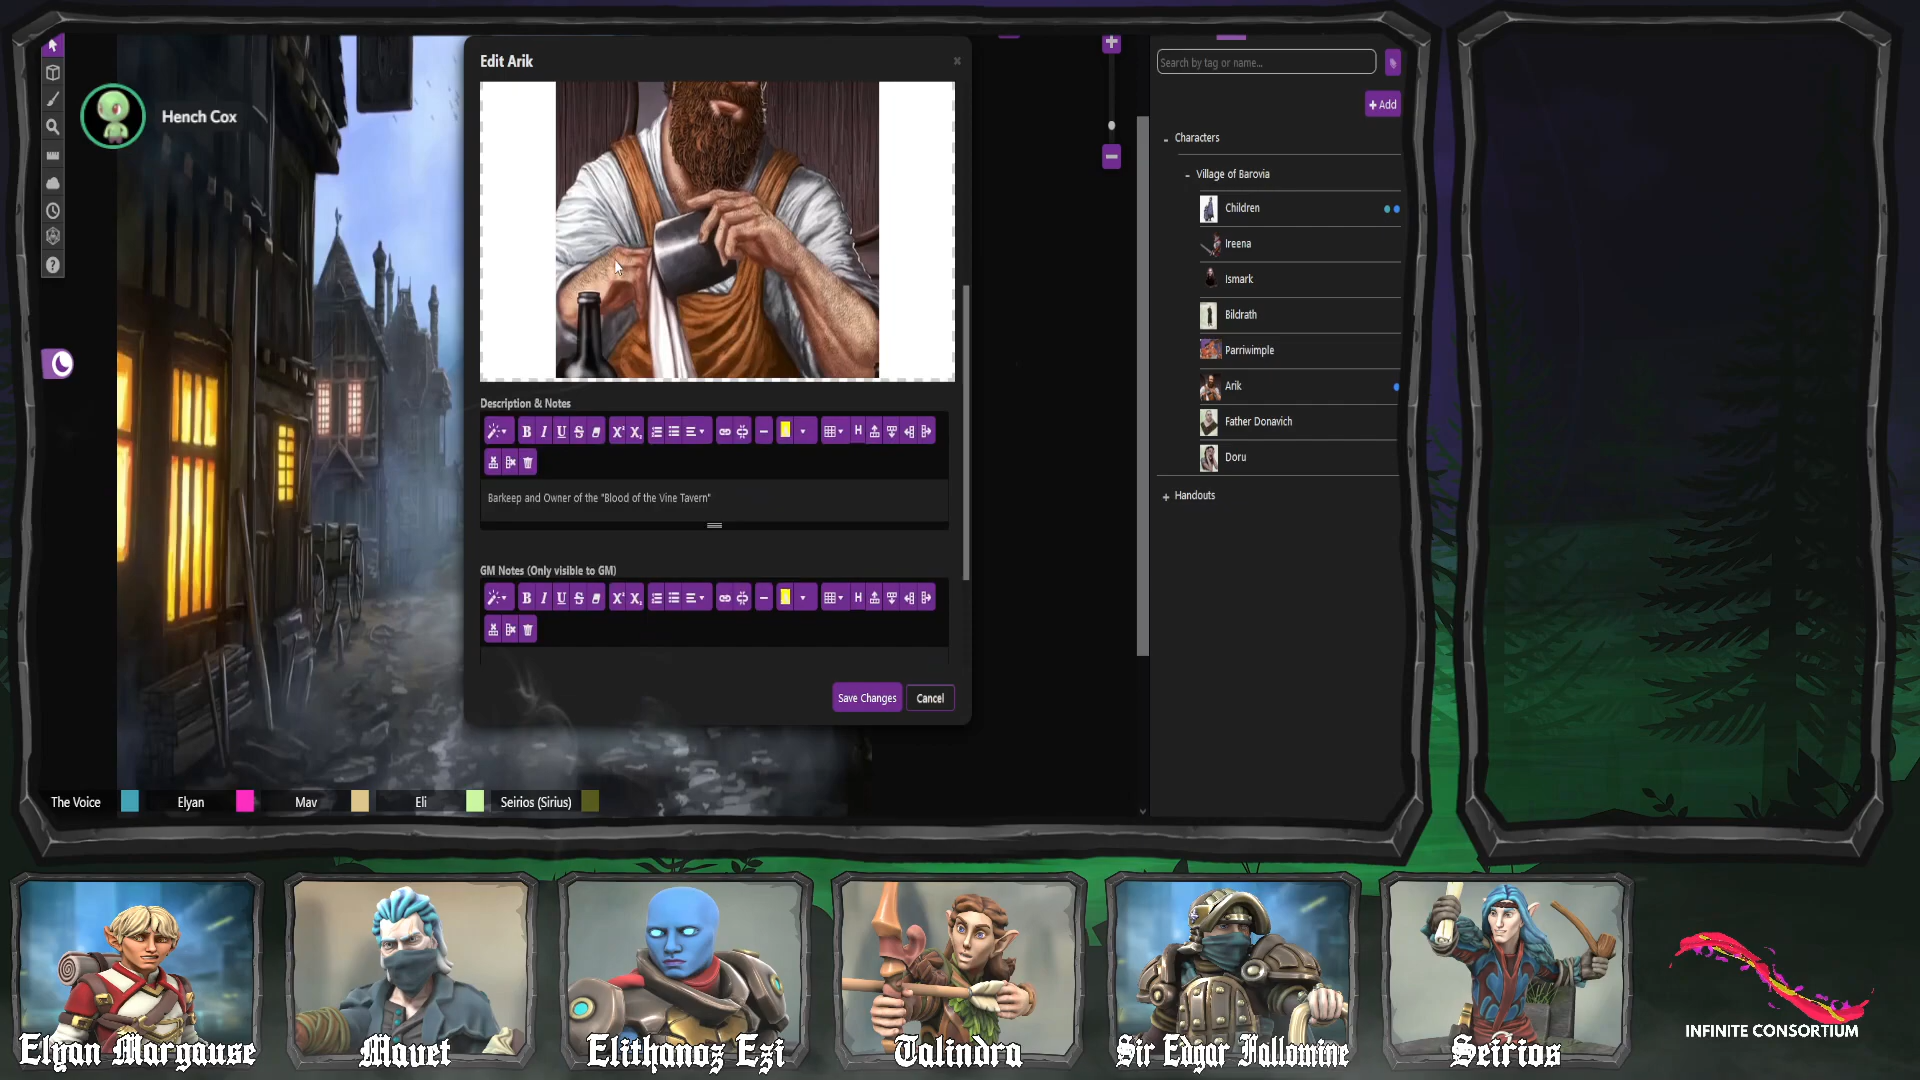 Edit Arik
Hench Cox
Search by tag or name...
+ Add
Characters
Village of Barovia
Children
Ireena
Ismark
Bildrath
Parriwimple
Arik
Father Donavich
Doru
Handouts
Description & Notes
Barkeep and Owner of the "Blood of the Vine Tavern"
GM Notes (Only visible to GM)
Save Changes
Cancel
The Voice
Elyan
Mav
Eli
Seirios (Sirius)
Elyan Margause
Mavet
Elithanoz Ezi
Talindra
Sir Edgar Fallomine
Seirios
INFINITE CONSORTIUM